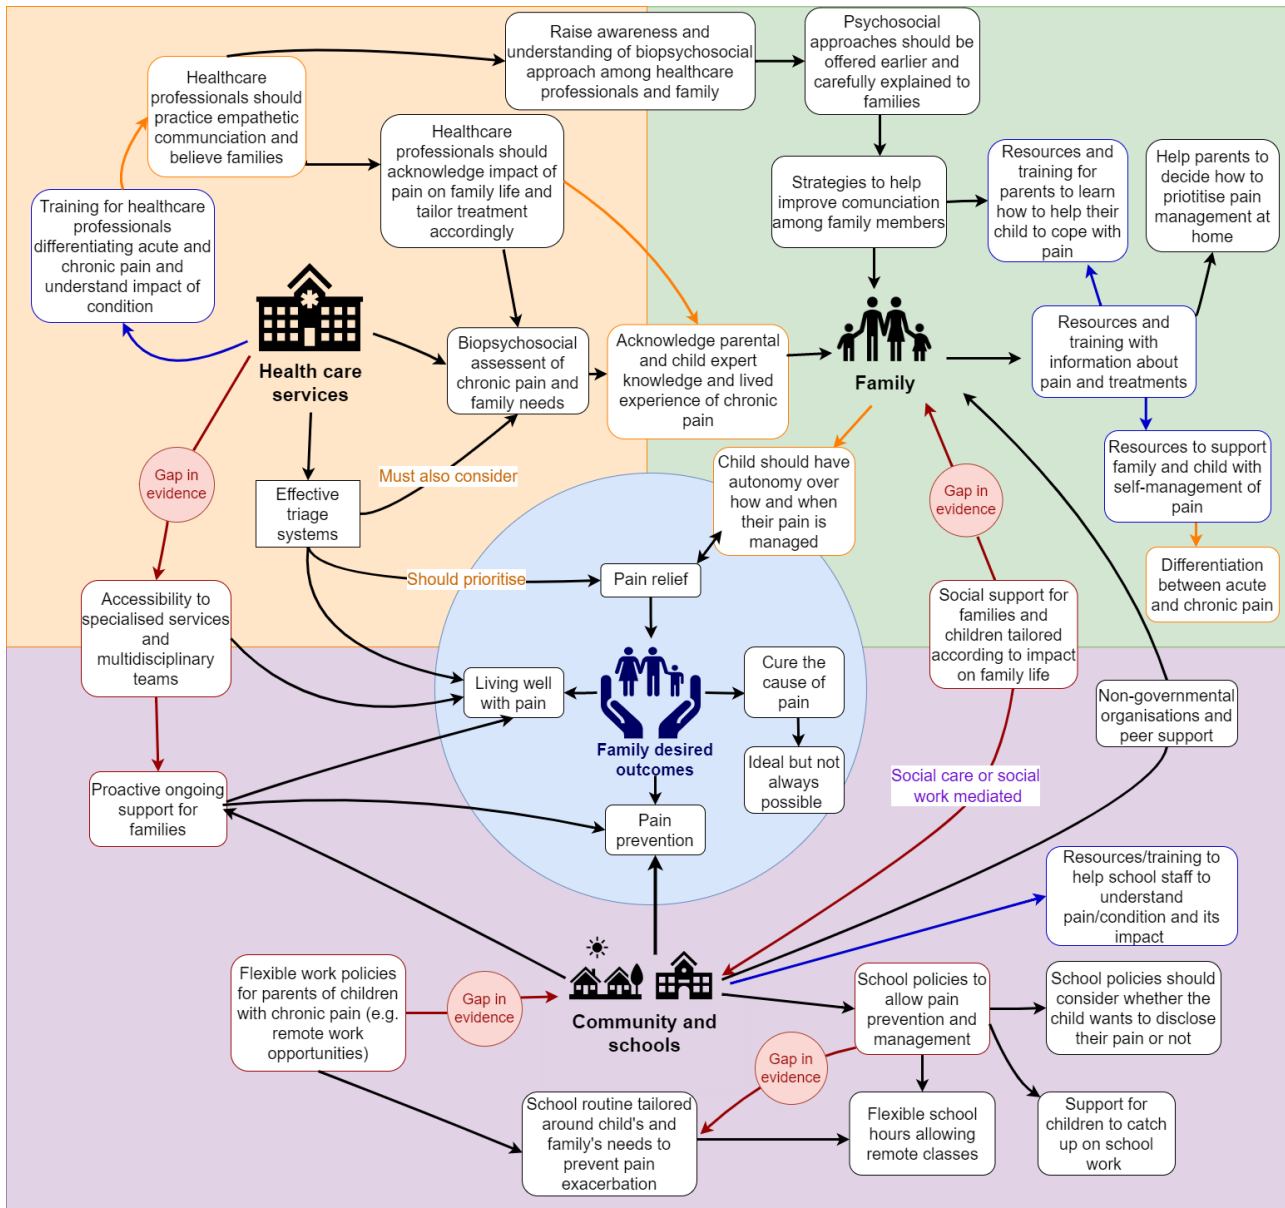 Raise awareness and
understanding of biopsychosocial
approach among healthcare
professionals and family
Psychosocial
approaches should be
offered earlier and
carefully explained to
families
Healthcare
professionals should
practice empathetic
communciation and
believe families
Healthcare
professionals should
acknowledge impact of
pain on family life and
tailor treatment
accordingly
Strategies to help
improve comunciation
among family members
Resources and
training for
parents to learn
how to help their
child to cope with
pain
Help parents to
decide how to
priotitise pain
management at
home
Training for healthcare
professionals
differentiating acute and
chronic pain and
understand impact of
condition
Health care
services
Biopsychosocial
assesment of
chronic pain and
family needs
Acknowledge parental
and child expert
knowledge and lived
experience of chronic
pain
Family
Resources and
training with
information about
pain and treatments
Gap in
evidence
Must also consider
Effective
triage
systems
Child should have
autonomy over
how and when
their pain is
managed
Gap in
evidence
Resources to support
family and child with
self-management of
pain
Differentiation
between acute
and chronic pain
Should prioritise
Pain relief
Accessibility to
specialised services
and
multidisciplinary
teams
Social support for
families and
children tailored
according to impact
on family life
Living well
with pain
Cure the
cause of
pain
Family desired
outcomes
Non-governmental
organisations and
peer support
Ideal but not
always
possible
Social care or social
work mediated
Proactive ongoing
support for
families
Pain
prevention
Resources/training to
help school staff to
understand
pain/condition and its
impact
Flexible work policies
for parents of children
with chronic pain (e.g.
remote work
opportunities)
Gap in
evidence
Community and
schools
School policies to
allow pain
prevention and
management
School policies should
consider whether the
child wants to disclose
their pain or not
Gap in
evidence
School routine tailored
around child's and
family's needs to
prevent pain
exacerbation
Flexible school
hours allowing
remote classes
Support for
children to catch
up on school
work